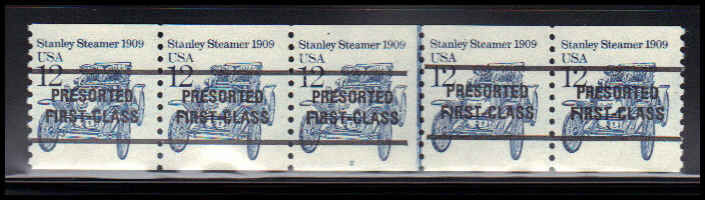 Stanley Steamer 1909 Stanley Steamer 1909 Stanley Steamer 1909 Stanley Steamer 1909 Stanley Steamer 1909
USA USA USA USA USA
12 12 12 12 12
PRESORTED PRESORTED PRESORTED PRESORTED PRESORTED
FIRST-CLASS FIRST-CLASS FIRST-CLASS FIRST-CLASS FIRST-CLASS